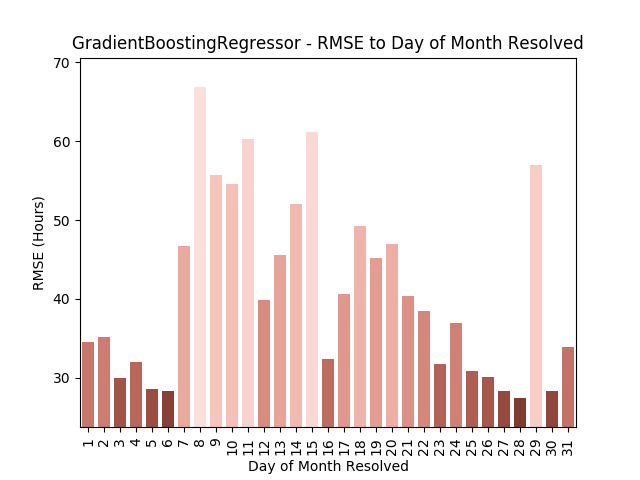 GradientBoostingRegressor - RMSE to Day of Month Resolved
70
60
50
40
30
RMSE (Hours)
1 2 3 4 5 6 7 8 9 10 11 12 13 14 15 16 17 18 19 20 21 22 23 24 25 26 27 28 29 30 31
Day of Month Resolved